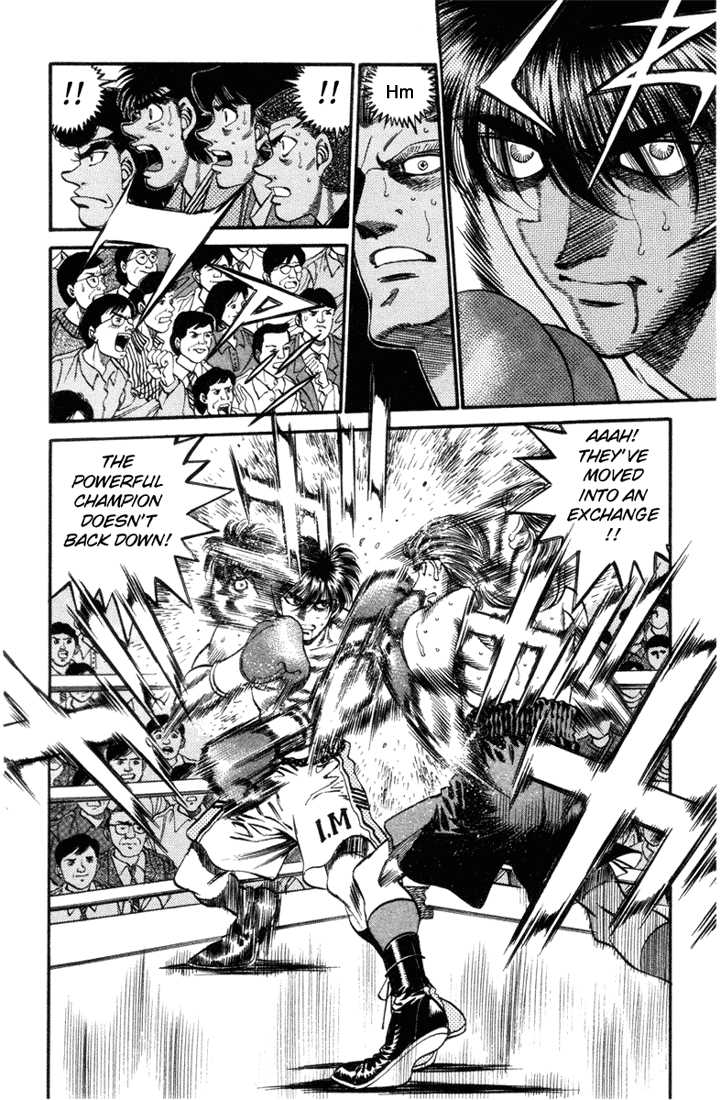 Hm
!!
!!
AAAH!
THEY'VE
MOVED
INTO AN
EXCHANGE
!!
THE
POWERFUL
CHAMPION
DOESN'T
BACK DOWN!
I.M